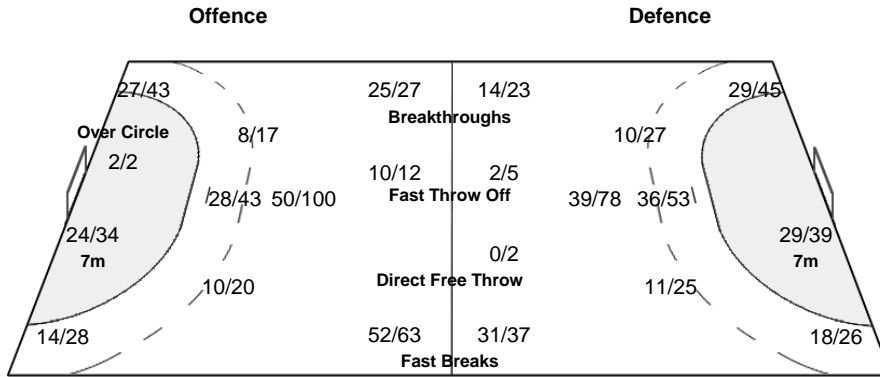 Offence Defence
27/43 25/27 14/23 29/45
Breakthroughs
Over Circle 8/17 10/27
2/2 10/12 2/5
28/43 50/100 Fast Throw Off 39/78 36/53
24/34 29/39
0/2
7m 7m
Direct Free Throw
10/20 11/25
14/28 52/63 31/37 18/26
Fast Breaks